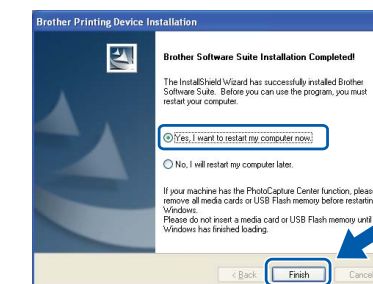 Brother Printing Device Installation
Brother Software Suite Installation Completed!
The InstallShield Wizard has successfully installed Brother
Software Suite. Before you can use the program, you must
restart your computer.
Yes, I want to restart my computer now.
No, I will restart my computer later.
If your machine has the PhotoCapture Center function, pleas
remove all media cards or USB Flash memory before restartin
Windows.
Please do not insert a media card or USB Flash memory until
Windows has finished loading.
< Back Finish Cancel